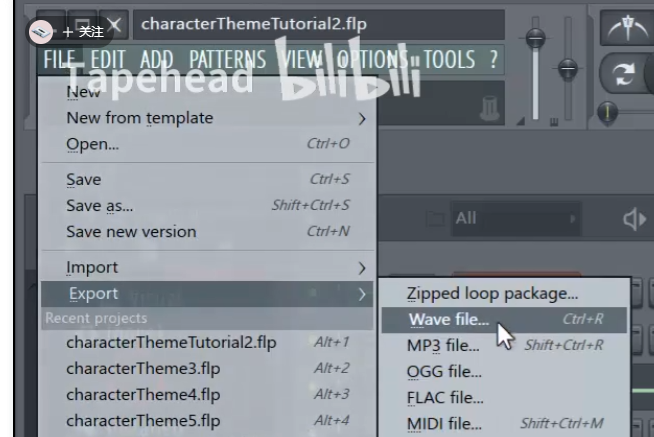 + 关注
characterThemeTutorial2.flp
FILE EDIT ADD PATTERNS VIEW OPTIONS TOOLS ?
Tapehead bilibili
New
New from template
Open... Ctrl+O
Save Ctrl+S
Save as... Shift+Ctrl+S
Save new version Ctrl+N
All
Import
Export
Zipped loop package...
Recent projects
Wave file... Ctrl+R
characterThemeTutorial2.flp Alt+1
MP3 file... Shift+Ctrl+R
characterTheme3.flp Alt+2
OGG file...
characterTheme4.flp Alt+3
FLAC file...
characterTheme5.flp Alt+4
MIDI file... Shift+Ctrl+M